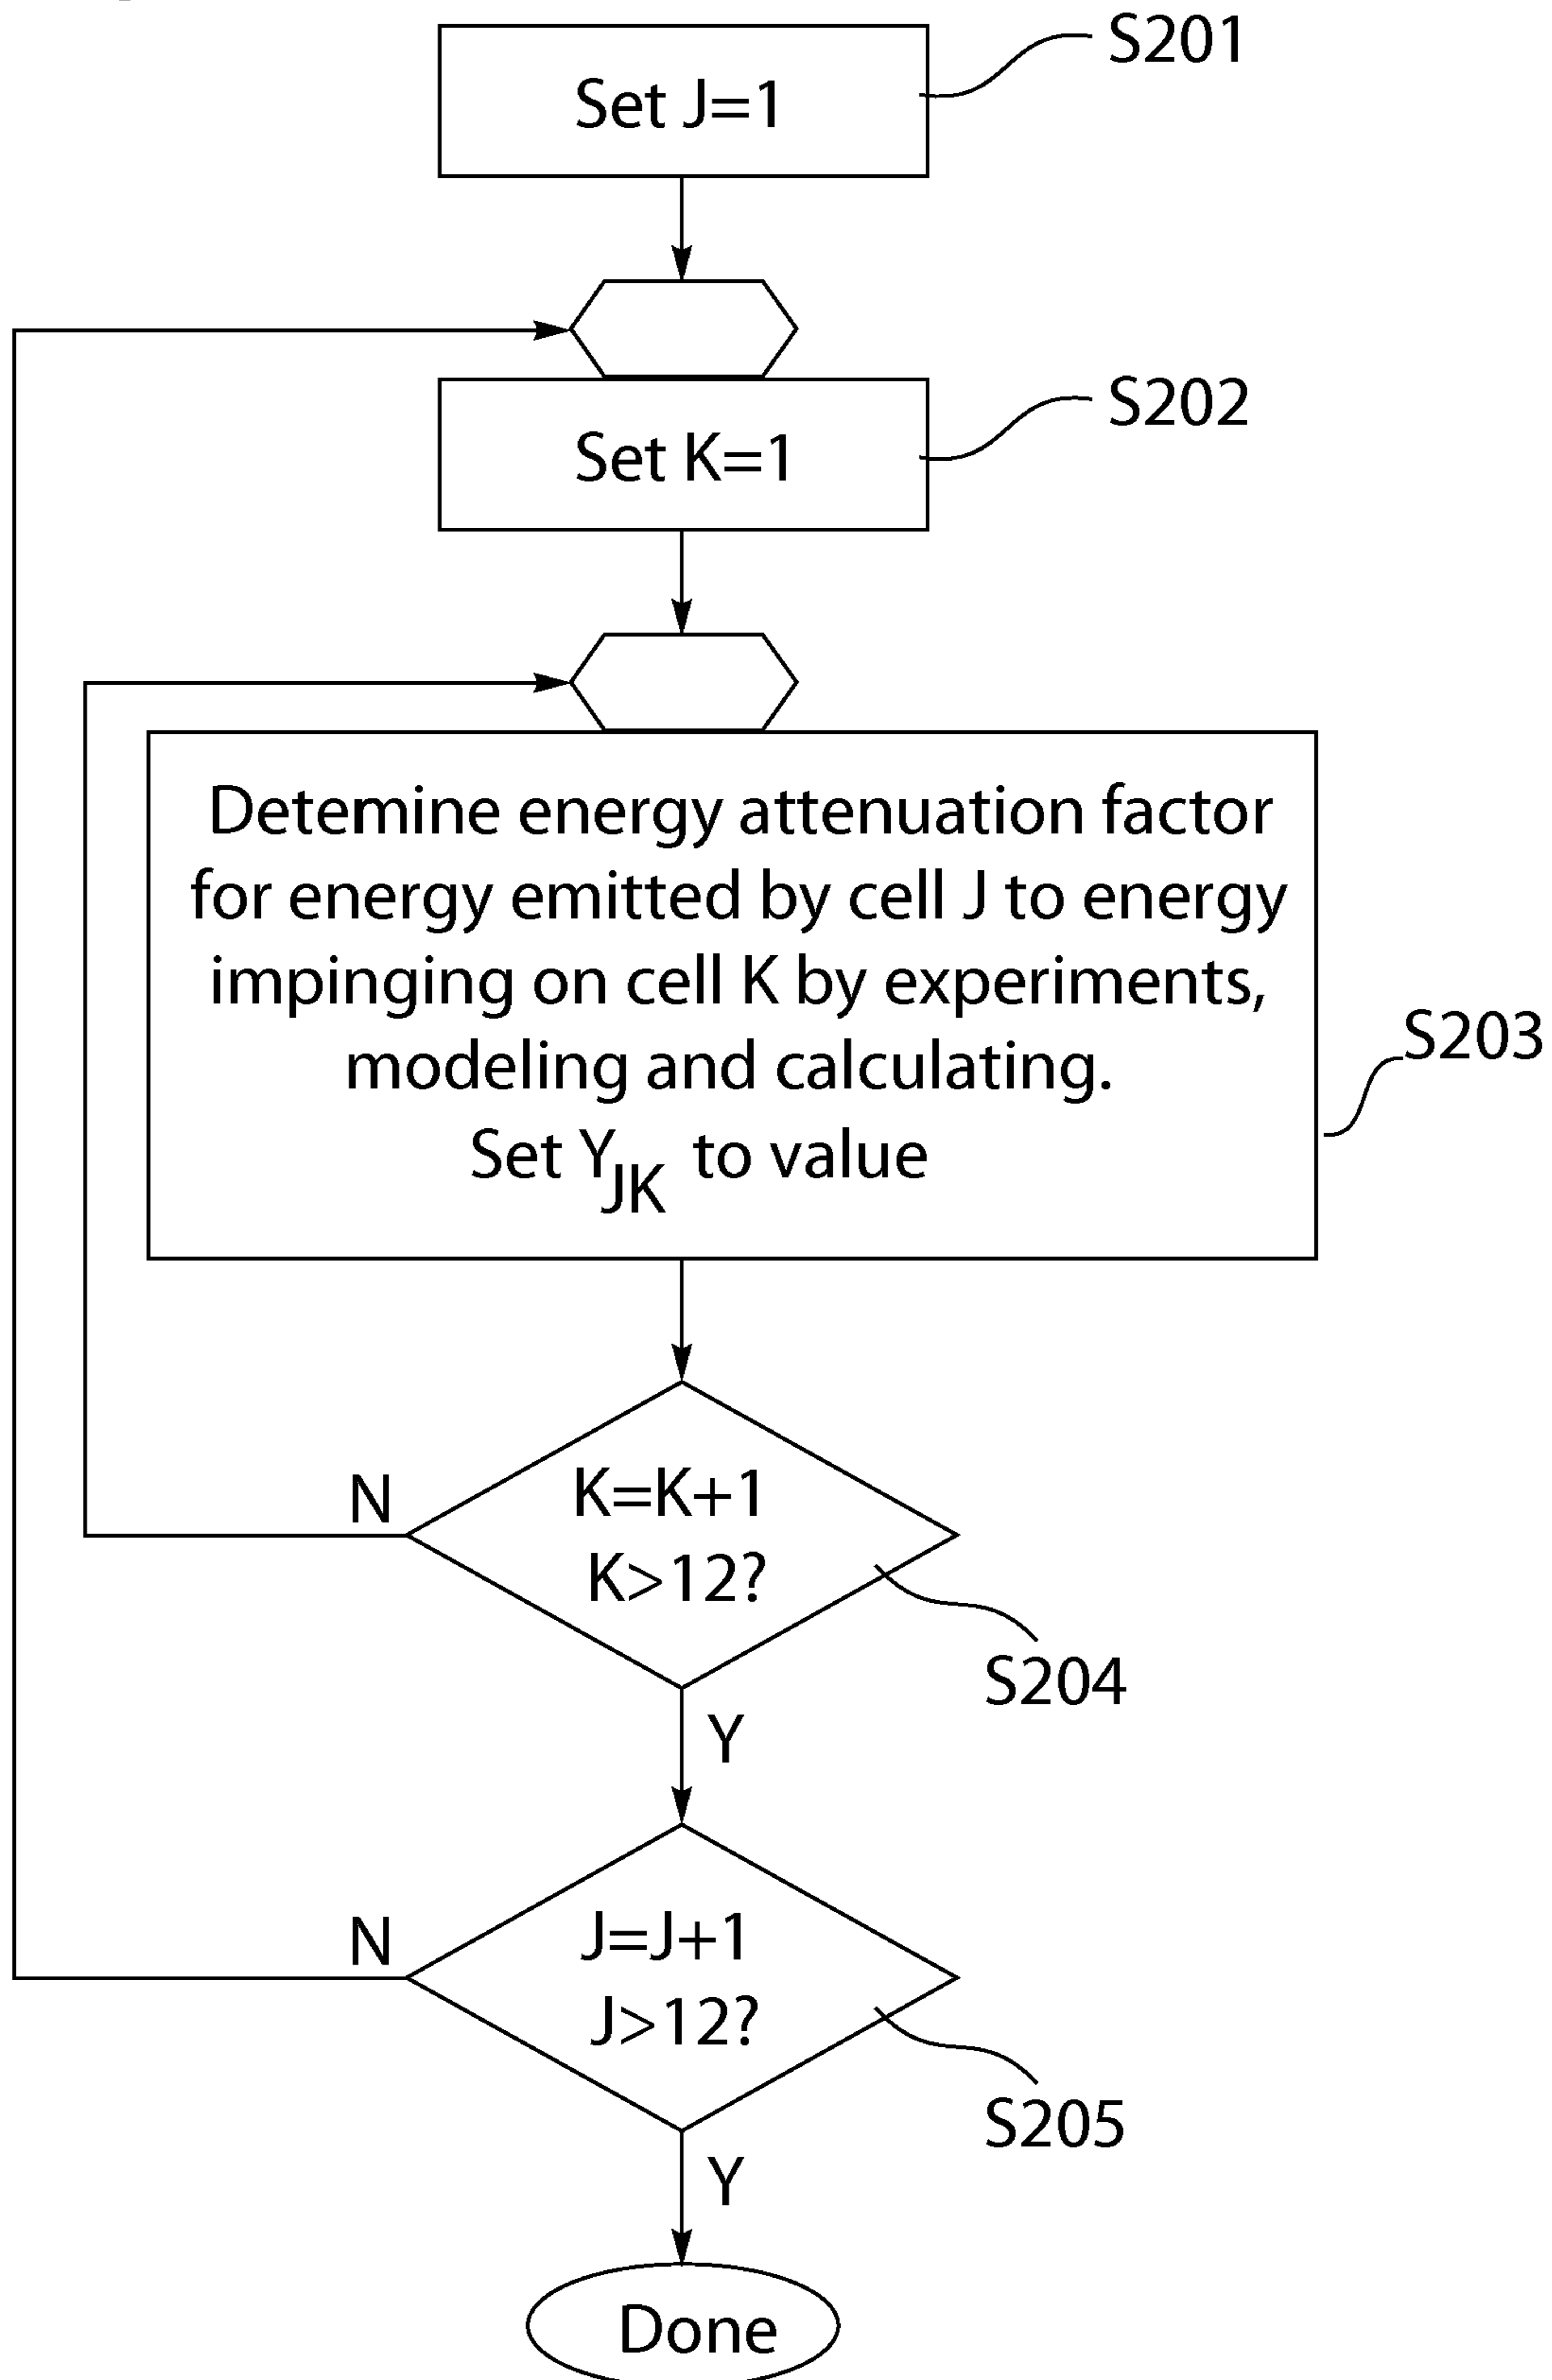 Set J=1
S201
Set K=1
S202
Detemine energy attenuation factor
for energy emitted by cell J to energy
impinging on cell K by experiments,
modeling and calculating.
Set Y_JK to value
S203
N
K=K+1
K>12?
S204
Y
N
J=J+1
J>12?
S205
Y
Done